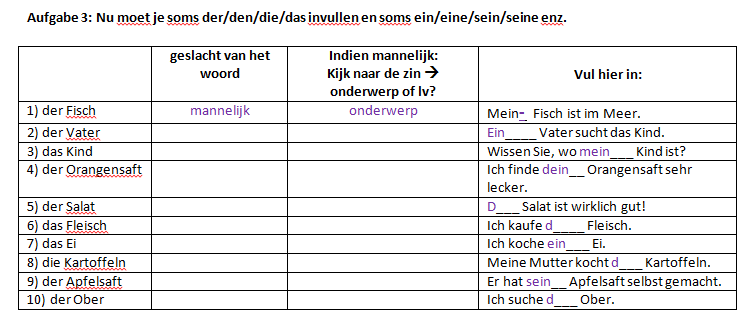 Aufgabe 3: Nu moet je soms der/den/die/das invullen en soms ein/eine/sein/seine enz.
geslacht van het woord Indien mannelijk: Kijk naar de zin → onderwerp of lv? Vul hier in:
1) der Fisch mannelijk onderwerp Mein-_ Fisch ist im Meer.
2) der Vater Ein____ Vater sucht das Kind.
3) das Kind Wissen Sie, wo mein___ Kind ist?
4) der Orangensaft Ich finde dein__ Orangensaft sehr
lecker.
5) der Salat D___ Salat ist wirklich gut!
6) das Fleisch Ich kaufe d____ Fleisch.
7) das Ei Ich koche ein___ Ei.
8) die Kartoffeln Meine Mutter kocht d___ Kartoffeln.
9) der Apfelsaft Er hat sein__ Apfelsaft selbst gemacht.
10) der Ober Ich suche d___ Ober.